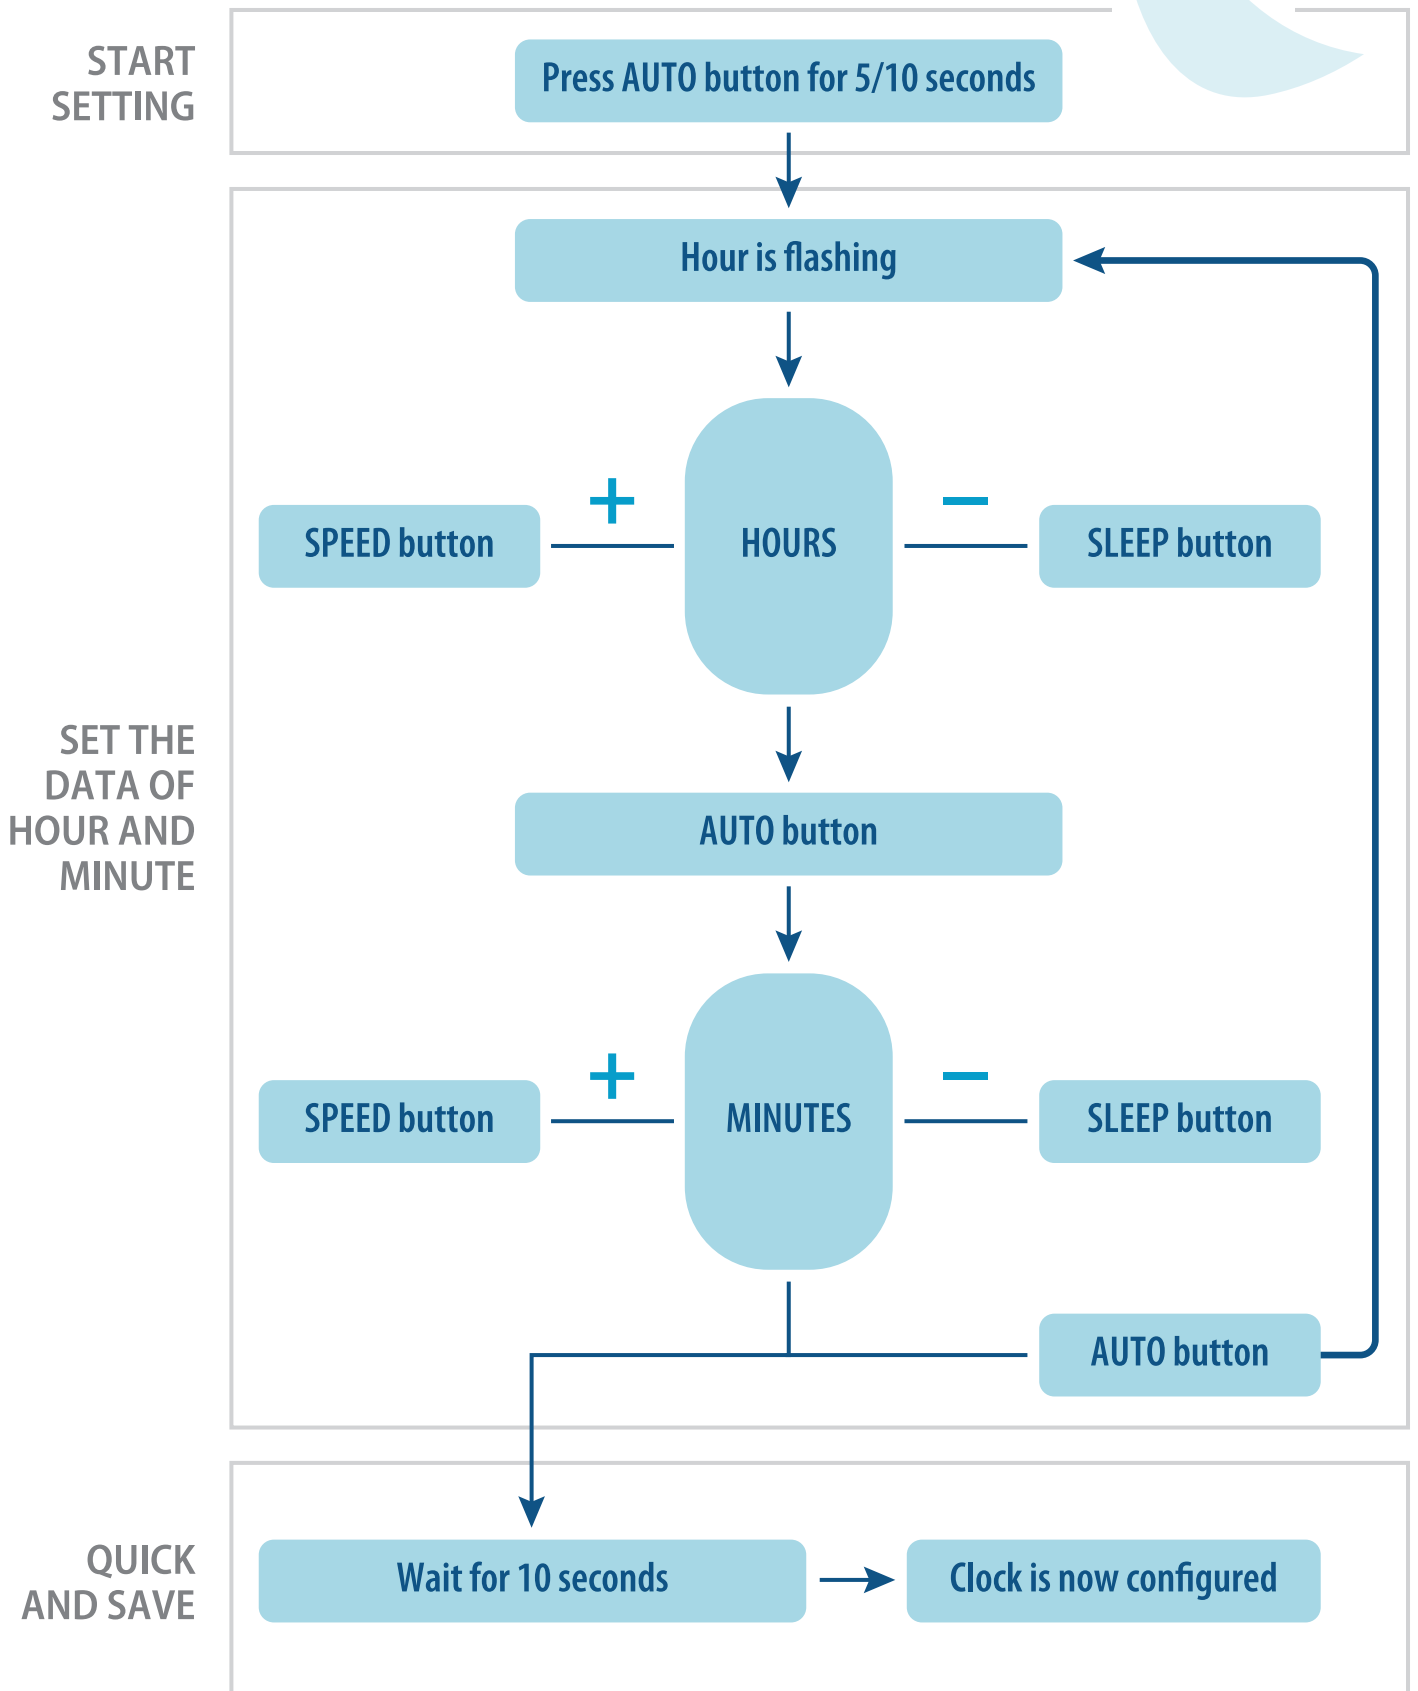 START
SETTING
Press AUTO button for 5/10 seconds
Hour is flashing
+
−
SPEED button
HOURS
SLEEP button
SET THE
DATA OF
HOUR AND
MINUTE
AUTO button
+
−
SPEED button
MINUTES
SLEEP button
AUTO button
QUICK
AND SAVE
Wait for 10 seconds
Clock is now configured